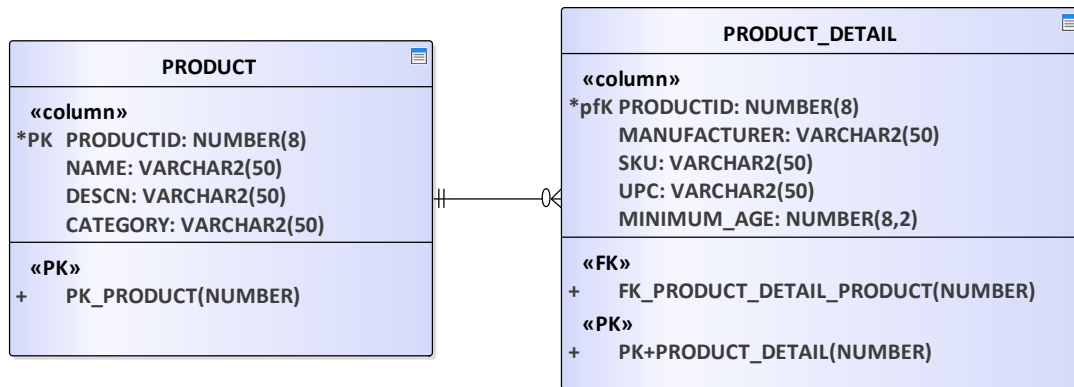 PRODUCT
«column»
*PK PRODUCTID: NUMBER(8)
NAME: VARCHAR2(50)
DESCN: VARCHAR2(50)
CATEGORY: VARCHAR2(50)
«PK»
+ PK_PRODUCT(NUMBER)
PRODUCT_DETAIL
«column»
*pfK PRODUCTID: NUMBER(8)
MANUFACTURER: VARCHAR2(50)
SKU: VARCHAR2(50)
UPC: VARCHAR2(50)
MINIMUM_AGE: NUMBER(8,2)
«FK»
+ FK_PRODUCT_DETAIL_PRODUCT(NUMBER)
«PK»
+ PK+PRODUCT_DETAIL(NUMBER)